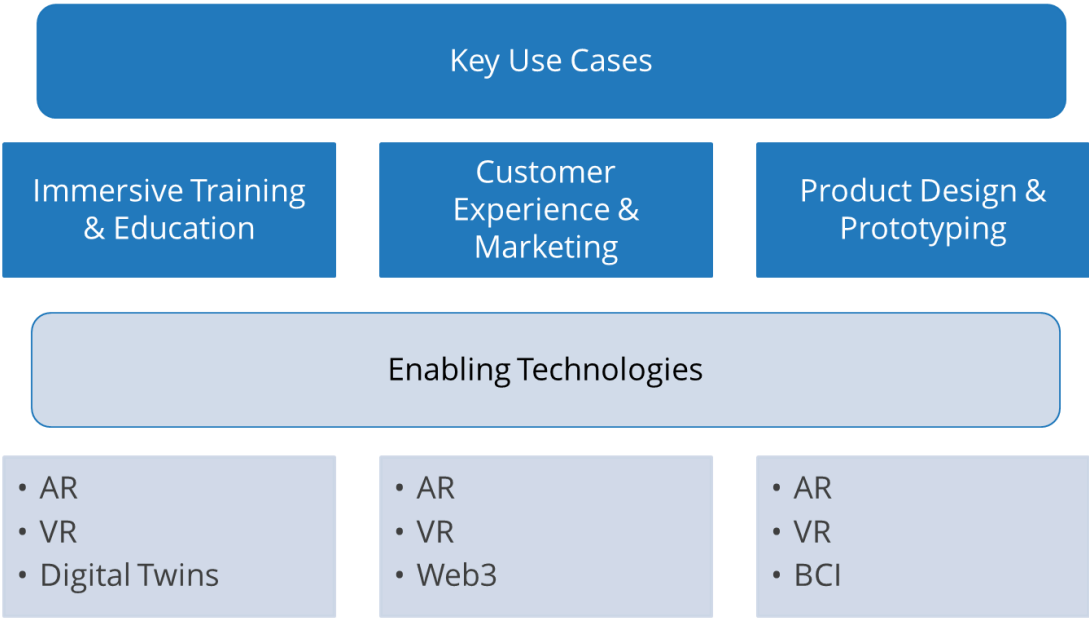 Key Use Cases
Immersive Training
& Education
Customer
Experience &
Marketing
Product Design &
Prototyping
Enabling Technologies
• AR
• VR
• Digital Twins
• AR
• VR
• Web3
• AR
• VR
• BCI